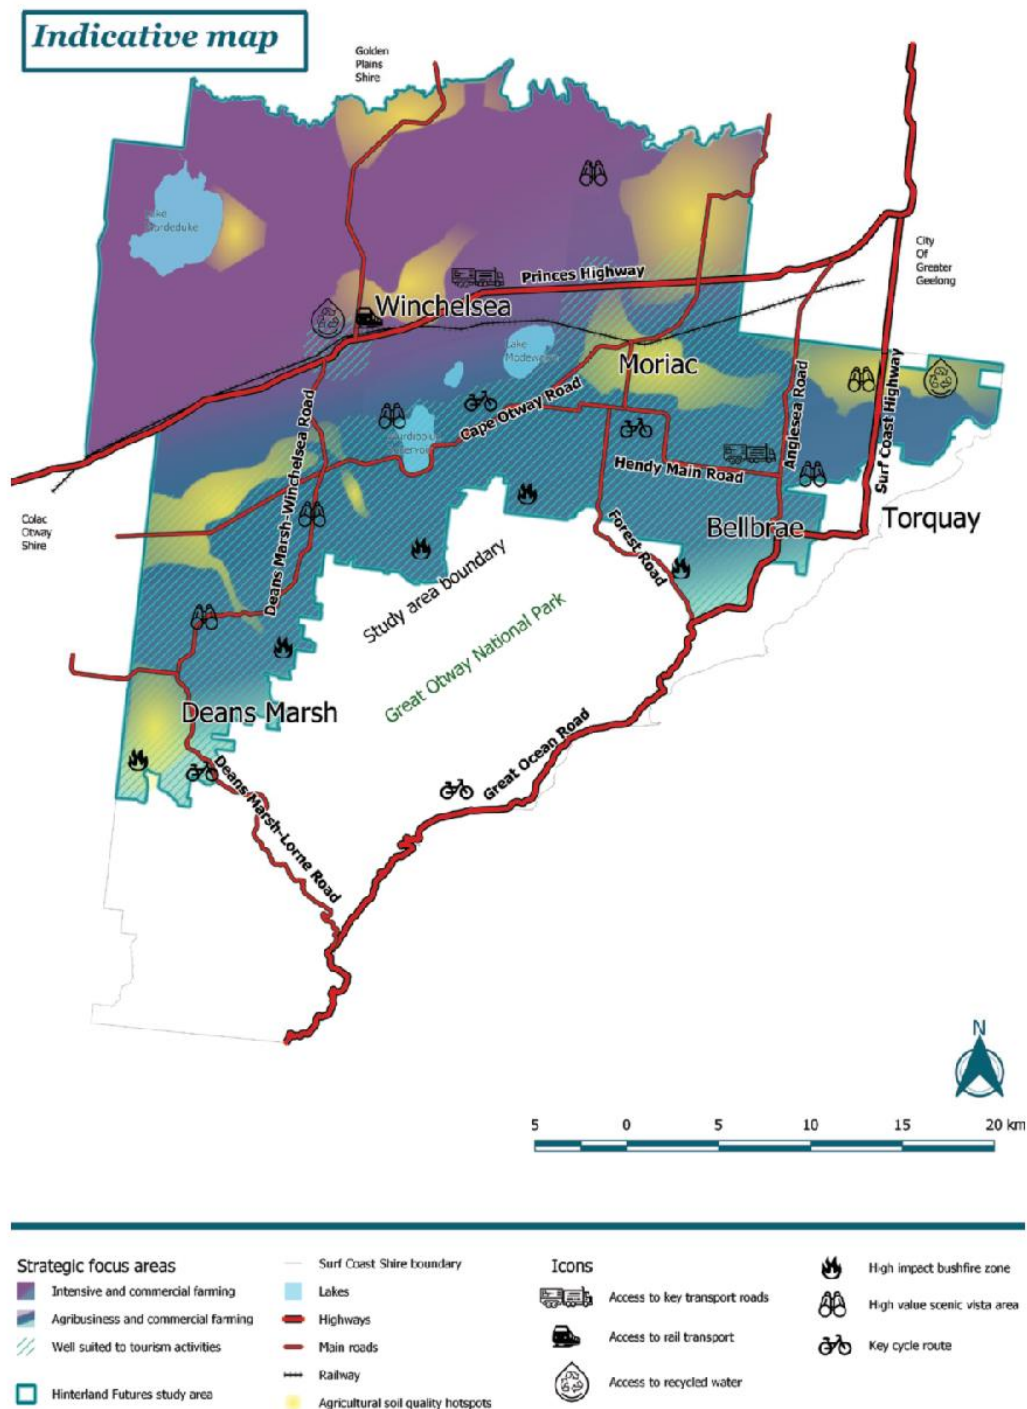 Indicative map
Golden
Plains
Shire
City
Of
Greater
Geelong
Princes Highway
Winchelsea
Lake
Moriac
Anglesea Road
Surf Coast Highway
Cape Otway Road
Deans Marsh-Winchelsea Road
Hendy Main Road
Colac
Otway
Shire
Torquay
Bellbrae
Forest Road
Study area boundary
Great Otway National Park
Deans Marsh
Great Ocean Road
Deans Marsh-Lorne Road
N
5 0 5 10 15 20 km
Strategic focus areas
Intensive and commercial farming
Agribusiness and commercial farming
Well suited to tourism activities
Hinterland Futures study area
Surf Coast Shire boundary
Lakes
Highways
Main roads
Railway
Agricultural soil quality hotspots
Icons
Access to key transport roads
Access to rail transport
Access to recycled water
High impact bushfire zone
High value scenic vista area
Key cycle route